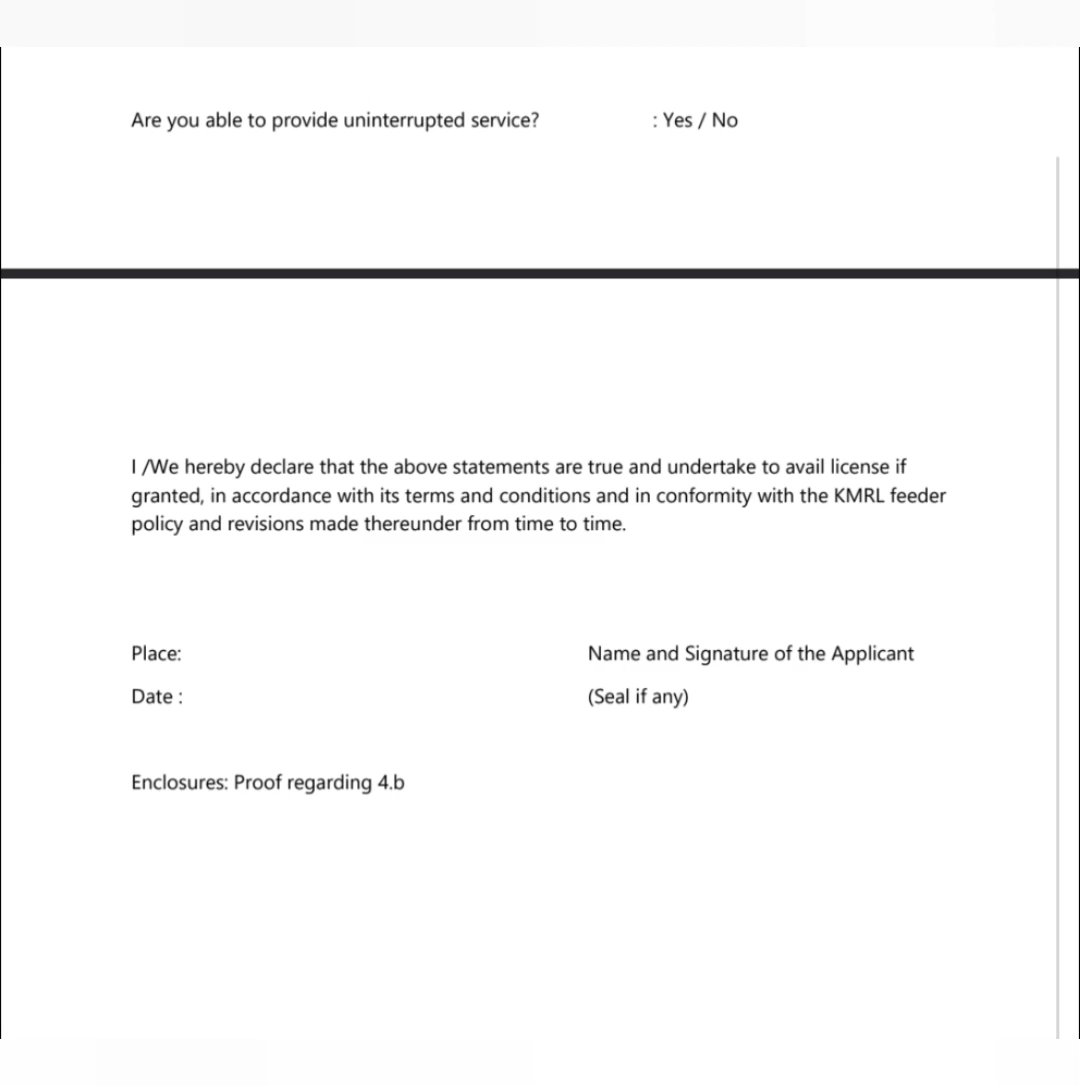 Are you able to provide uninterrupted service? : Yes / No
I /We hereby declare that the above statements are true and undertake to avail license if
granted, in accordance with its terms and conditions and in conformity with the KMRL feeder
policy and revisions made thereunder from time to time.
Place: Name and Signature of the Applicant
Date : (Seal if any)
Enclosures: Proof regarding 4.b